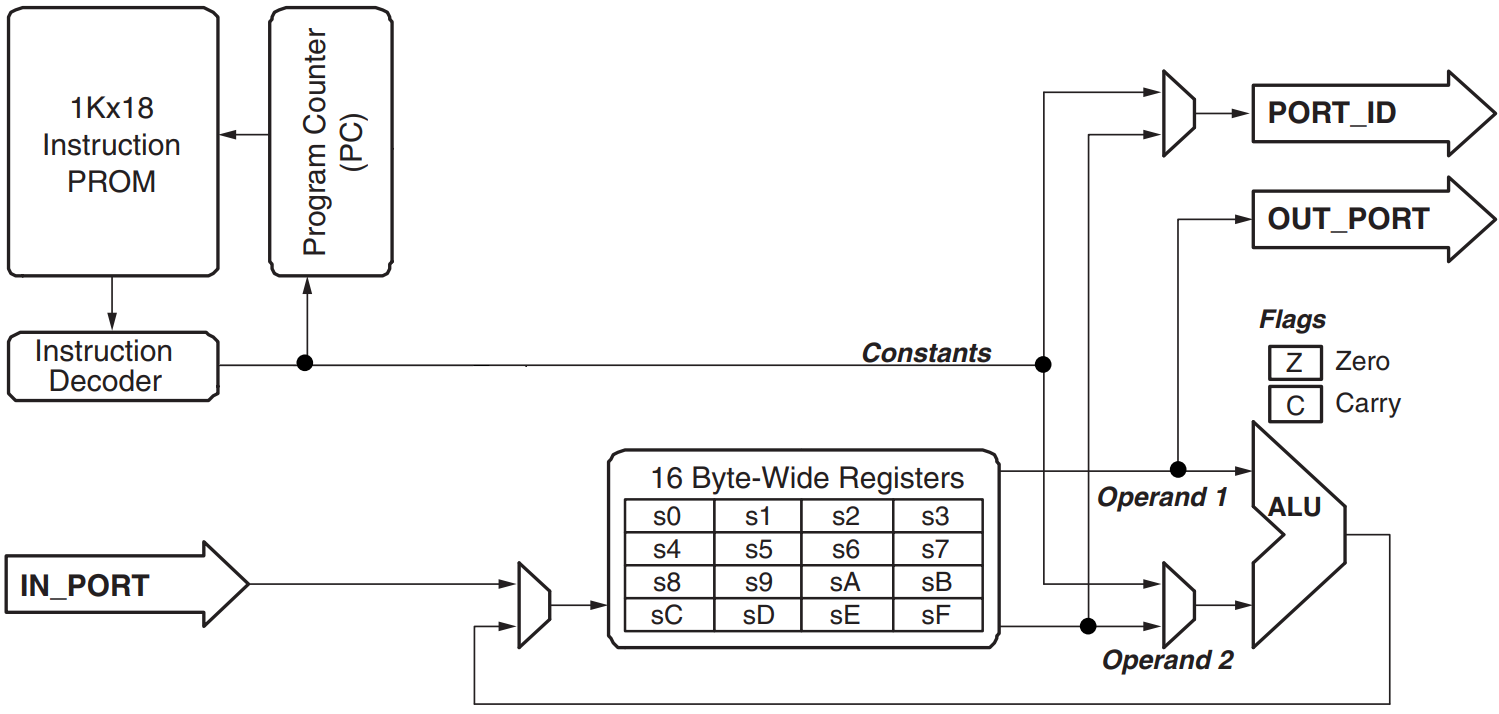 1Kx18
Instruction
PROM
Program Counter
(PC)
PORT_ID
OUT_PORT
Instruction
Decoder
Constants
Flags
Z Zero
C Carry
16 Byte-Wide Registers
s0 s1 s2 s3
s4 s5 s6 s7
s8 s9 sA sB
sC sD sE sF
Operand 1
ALU
IN_PORT
Operand 2